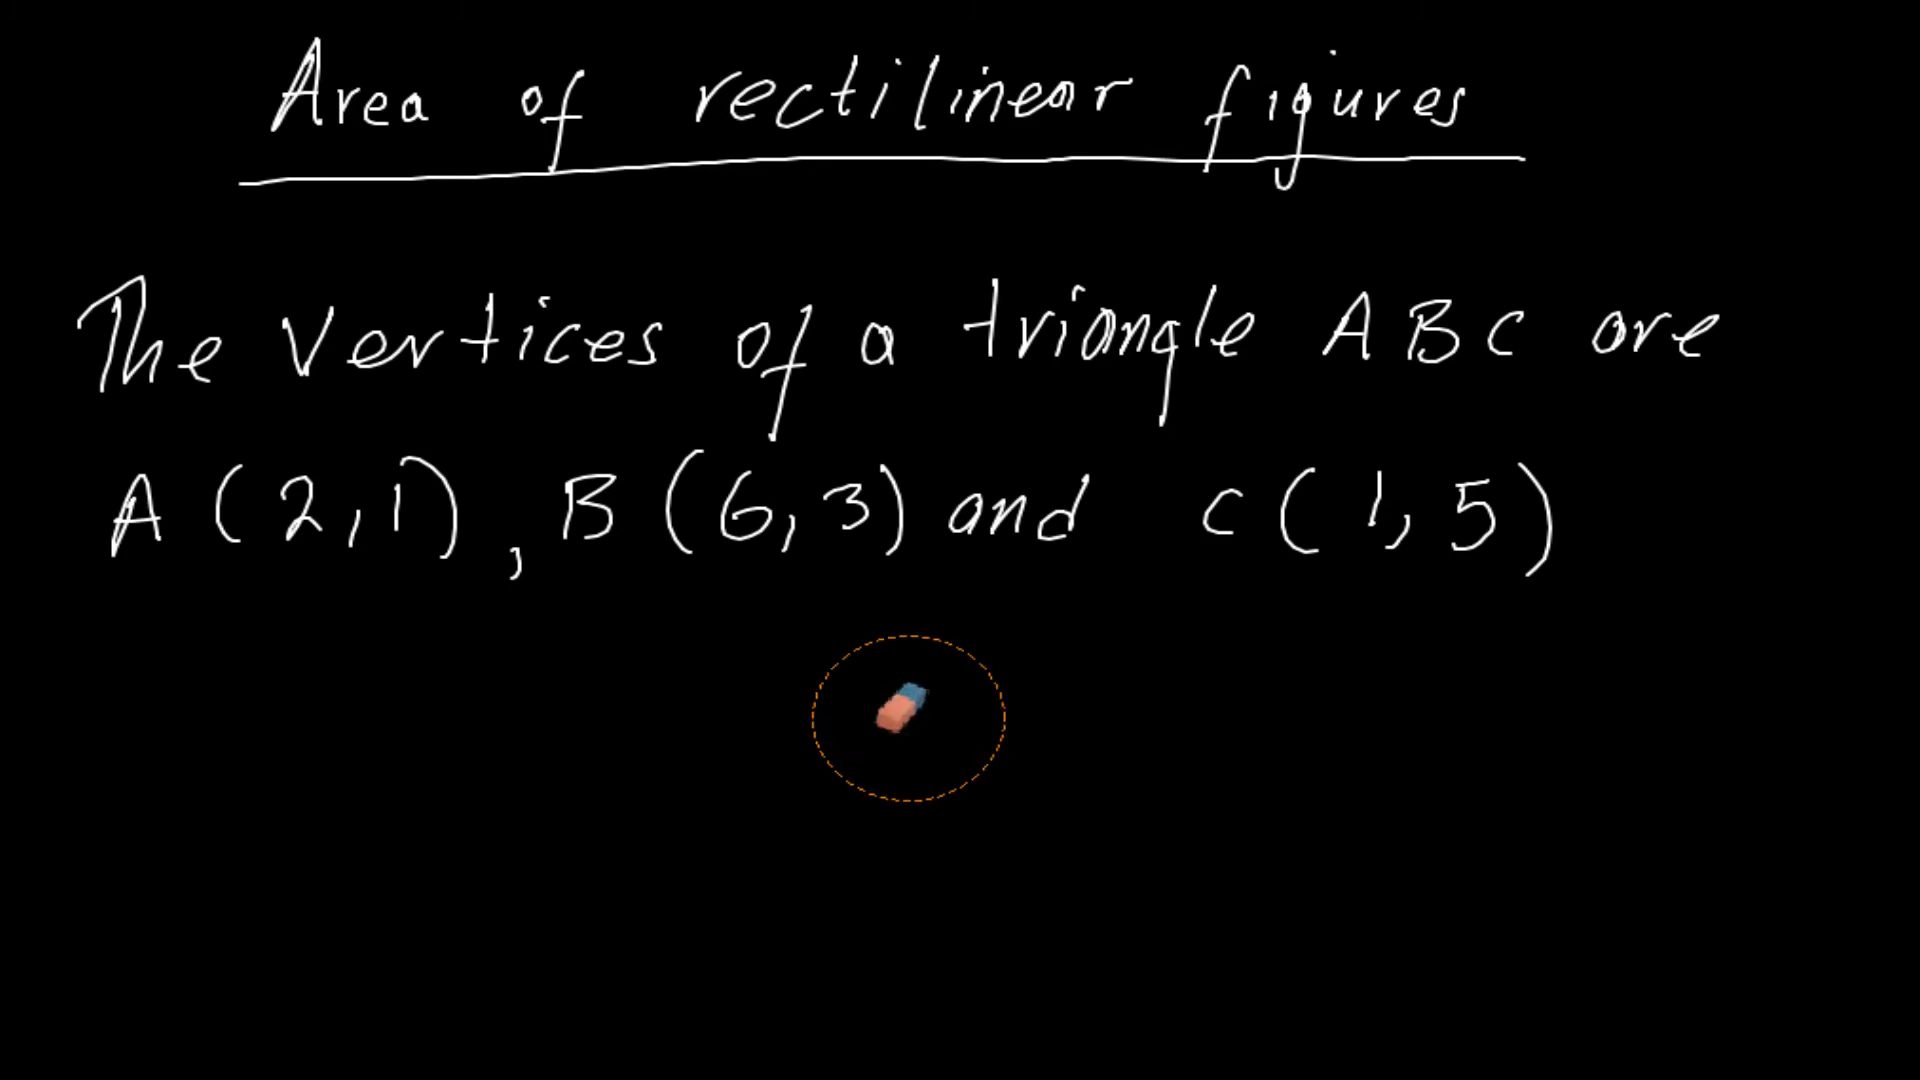 Area of rectilinear figures
The vertices of a triangle ABC are
A (2,1), B (6,3) and C (1,5)